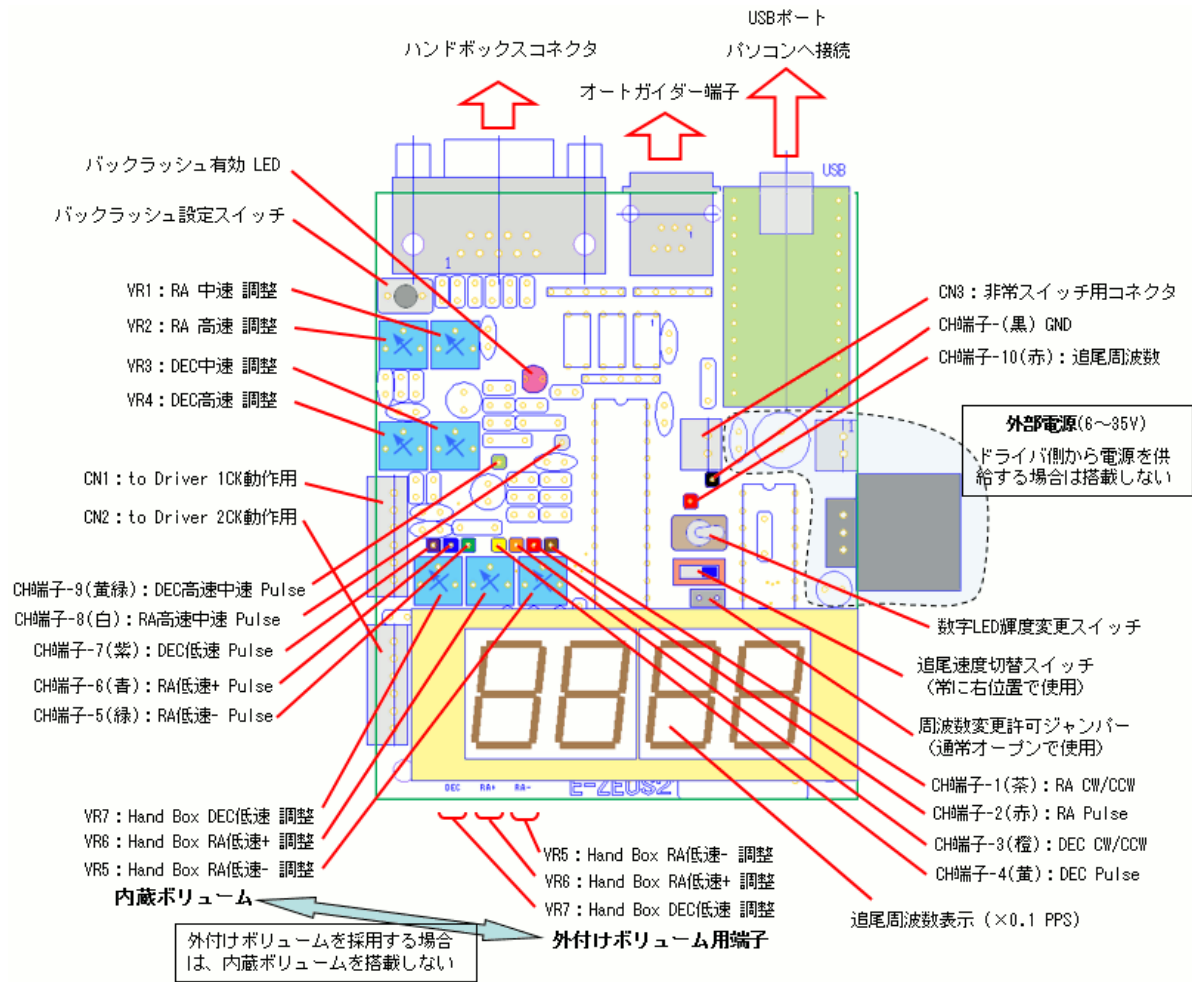 USBポート
パソコンへ接続
ハンドボックスコネクタ
オートガイダー端子
バックラッシュ有効 LED
バックラッシュ設定スイッチ
USB
1
1
1
1
VR1：RA 中速 調整
VR2：RA 高速 調整
VR3：DEC中速 調整
VR4：DEC高速 調整
CN1：to Driver 1CK動作用
CN2：to Driver 2CK動作用
CH端子-9(黄緑)：DEC高速中速 Pulse
CH端子-8(白)：RA高速中速 Pulse
CH端子-7(紫)：DEC低速 Pulse
CH端子-6(青)：RA低速+ Pulse
CH端子-5(緑)：RA低速- Pulse
CN3：非常スイッチ用コネクタ
CH端子-(黒) GND
CH端子-10(赤)：追尾周波数
外部電源(6～35V)
ドライバ側から電源を供
給する場合は搭載しない
数字LED輝度変更スイッチ
追尾速度切替スイッチ
(常に右位置で使用)
周波数変更許可ジャンパー
(通常オープンで使用)
CH端子-1(茶)：RA CW/CCW
CH端子-2(赤)：RA Pulse
CH端子-3(橙)：DEC CW/CCW
CH端子-4(黄)：DEC Pulse
追尾周波数表示 (×0.1 PPS)
8888
DEC RA+ RA-
E-ZEUS2
VR7：Hand Box DEC低速 調整
VR6：Hand Box RA低速+ 調整
VR5：Hand Box RA低速- 調整
内蔵ボリューム
VR5：Hand Box RA低速- 調整
VR6：Hand Box RA低速+ 調整
VR7：Hand Box DEC低速 調整
外付けボリューム用端子
外付けボリュームを採用する場合
は、内蔵ボリュームを搭載しない